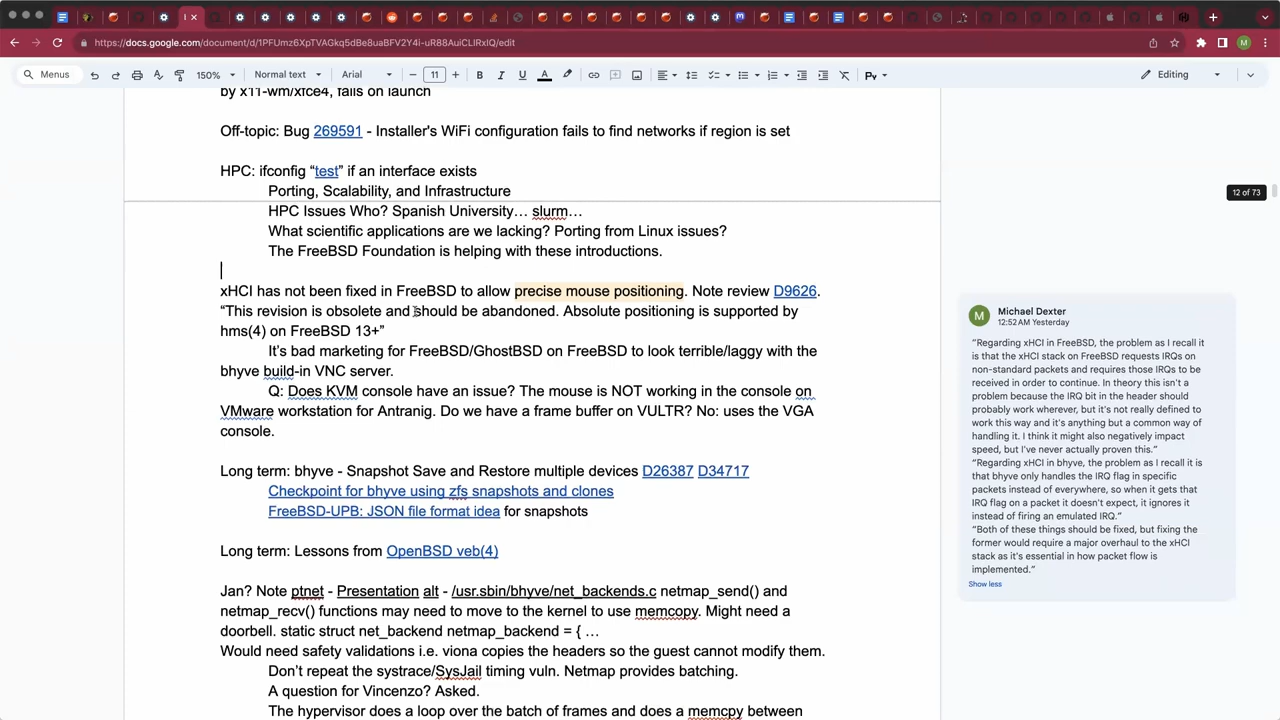 https://docs.google.com/document/d/1PFUmz6XpTVAGkq5dBe8uaBFV2Y4i-uR88AuiCLIRxIQ/edit
M
Menus
150%
Normal text
Arial
11
Editing
by x11-wm/xfce4, fails on launch
Off-topic: Bug 269591 - Installer's WiFi configuration fails to find networks if region is set
HPC: ifconfig “test” if an interface exists
Porting, Scalability, and Infrastructure
12 of 73
HPC Issues Who? Spanish University… slurm…
What scientific applications are we lacking? Porting from Linux issues?
The FreeBSD Foundation is helping with these introductions.
xHCI has not been fixed in FreeBSD to allow precise mouse positioning. Note review D9626.
“This revision is obsolete and should be abandoned. Absolute positioning is supported by
hms(4) on FreeBSD 13+”
It’s bad marketing for FreeBSD/GhostBSD on FreeBSD to look terrible/laggy with the
bhyve build-in VNC server.
Q: Does KVM console have an issue? The mouse is NOT working in the console on
VMware workstation for Antranig. Do we have a frame buffer on VULTR? No: uses the VGA
console.
Long term: bhyve - Snapshot Save and Restore multiple devices D26387 D34717
Checkpoint for bhyve using zfs snapshots and clones
FreeBSD-UPB: JSON file format idea for snapshots
Long term: Lessons from OpenBSD veb(4)
Jan? Note ptnet - Presentation alt - /usr.sbin/bhyve/net_backends.c netmap_send() and
netmap_recv() functions may need to move to the kernel to use memcopy. Might need a
doorbell. static struct net_backend netmap_backend = { …
Would need safety validations i.e. viona copies the headers so the guest cannot modify them.
Don’t repeat the systrace/SysJail timing vuln. Netmap provides batching.
A question for Vincenzo? Asked.
The hypervisor does a loop over the batch of frames and does a memcpy between
M
Michael Dexter
12:52 AM Yesterday
“Regarding xHCI in FreeBSD, the problem as I recall it
is that the xHCI stack on FreeBSD requests IRQs on
non-standard packets and requires those IRQs to be
received in order to continue. In theory this isn't a
problem because the IRQ bit in the header should
probably work wherever, but it's not really defined to
work this way and it's anything but a common way of
handling it. I think it might also negatively impact
speed, but I've never actually proven this.”
“Regarding xHCI in bhyve, the problem as I recall it is
that bhyve only handles the IRQ flag in specific
packets instead of everywhere, so when it gets that
IRQ flag on a packet it doesn't expect, it ignores it
instead of firing an emulated IRQ.”
“Both of these things should be fixed, but fixing the
former would require a major overhaul to the xHCI
stack as it's essential in how packet flow is
implemented.”
Show less